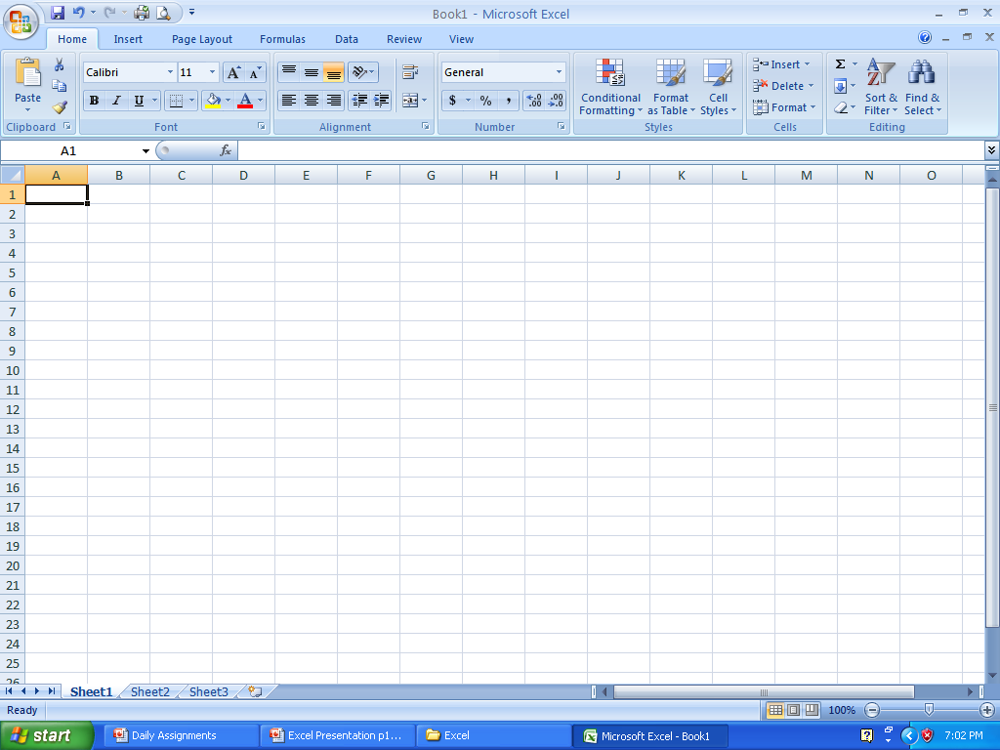 Book1 - Microsoft Excel
Home Insert Page Layout Formulas Data Review View
Paste
Calibri 11
B I U A
General
$ % ,
Conditional Formatting
Format as Table
Cell Styles
Insert
Delete
Format
Σ
Sort & Filter
Find & Select
Clipboard Font Alignment Number Styles Cells Editing
A1 fx
A B C D E F G H I J K L M N O
1
2
3
4
5
6
7
8
9
10
11
12
13
14
15
16
17
18
19
20
21
22
23
24
25
26
Sheet1 Sheet2 Sheet3
Ready 100%
start Daily Assignments Excel Presentation p1... Excel Microsoft Excel - Book1 7:02 PM